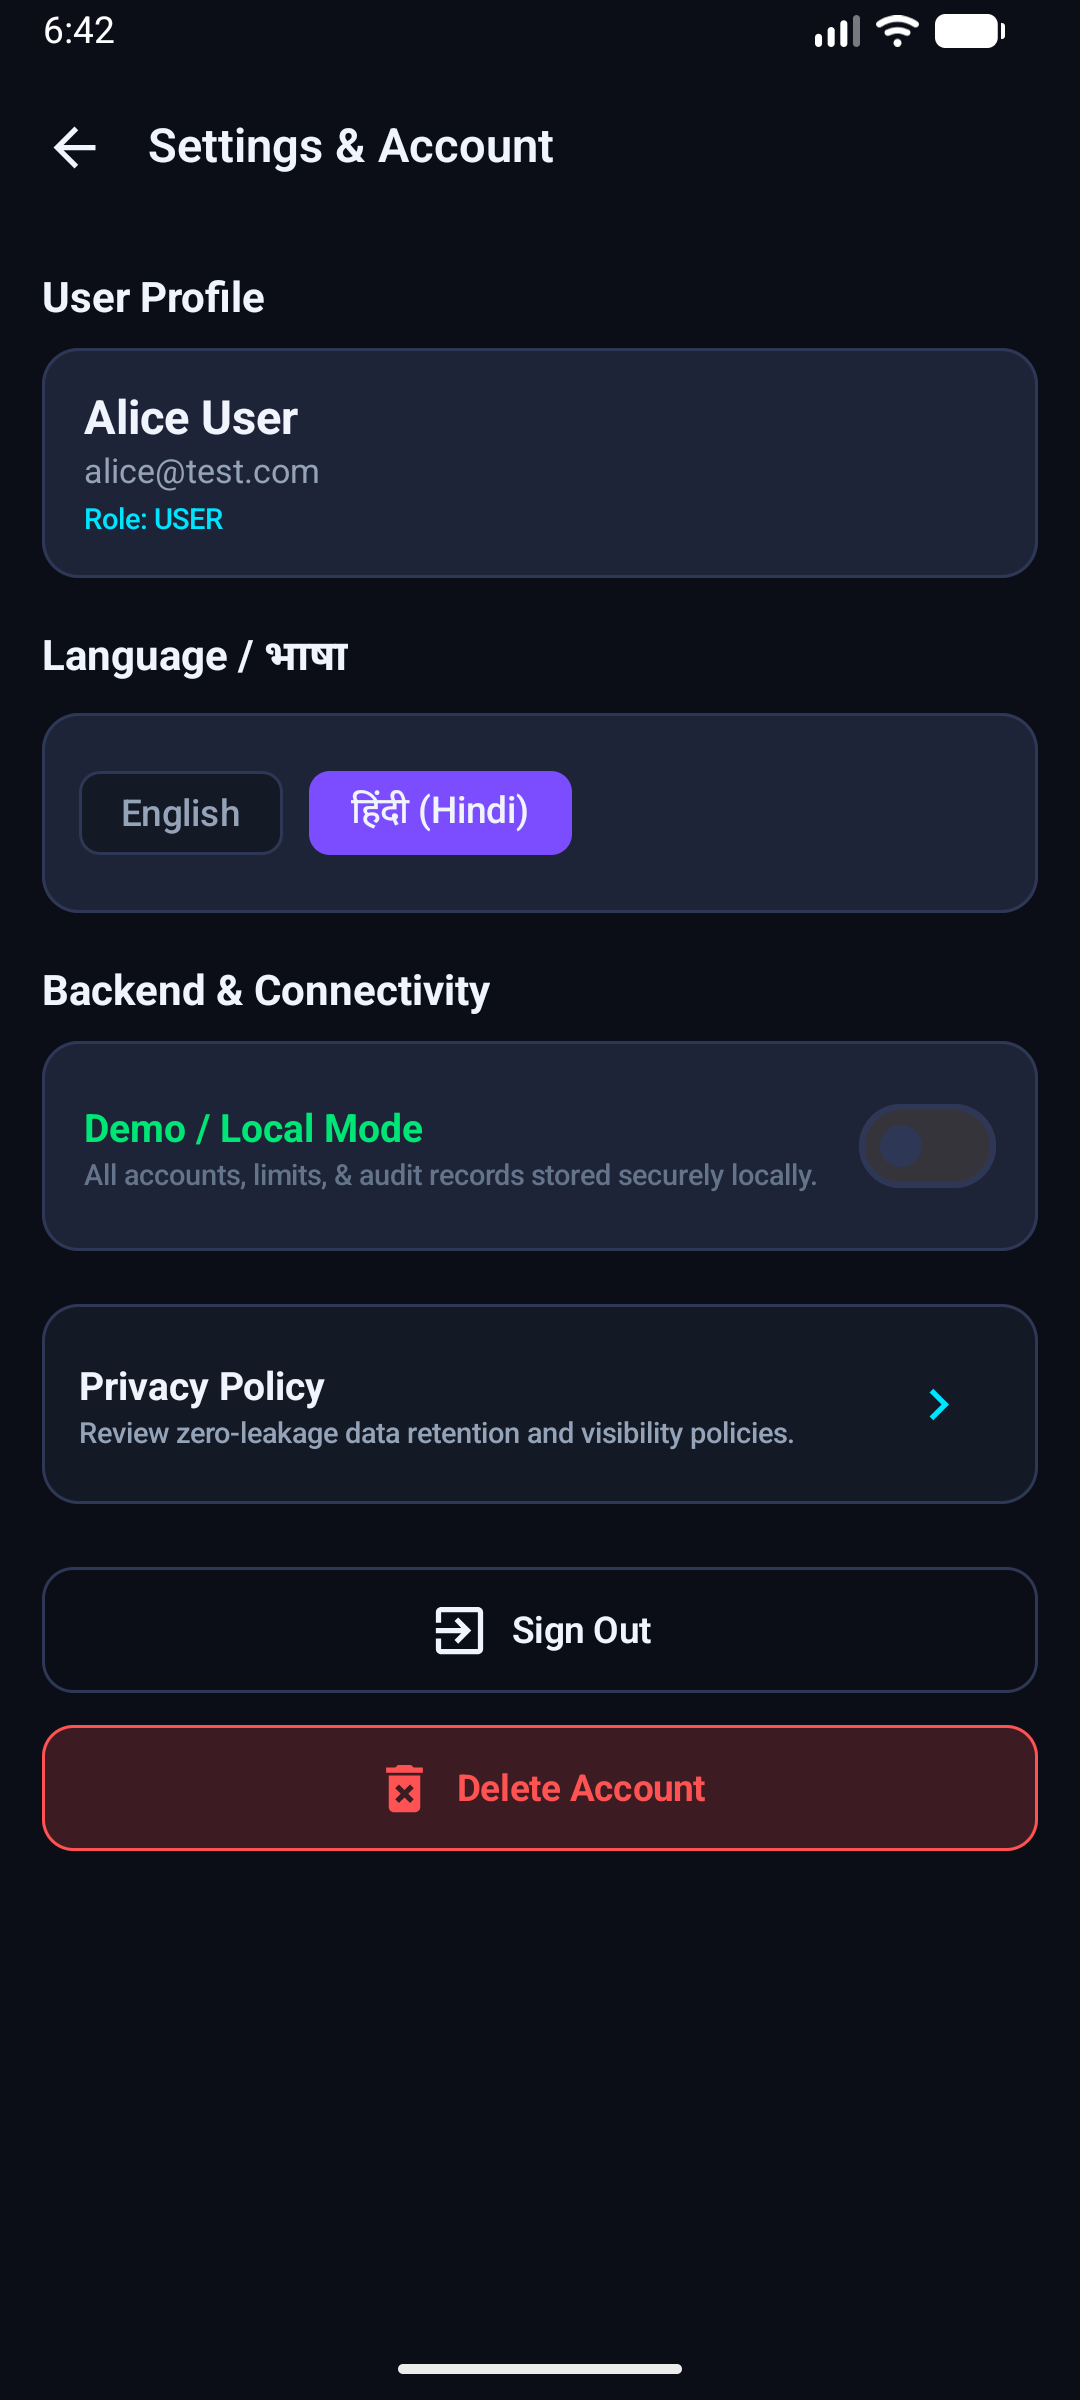 6:42
Settings & Account
User Profile
Alice User
alice@test.com
Role: USER
Language / भाषा
English
हिंदी (Hindi)
Backend & Connectivity
Demo / Local Mode
All accounts, limits, & audit records stored securely locally.
Privacy Policy
Review zero-leakage data retention and visibility policies.
Sign Out
Delete Account